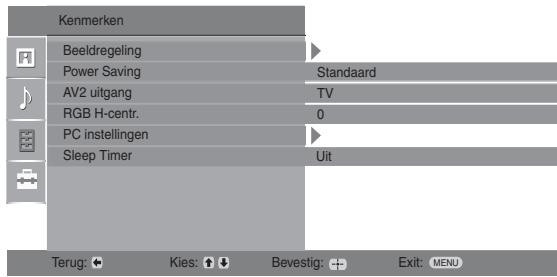 Kenmerken
Beeldregeling
Power Saving Standaard
AV2 uitgang TV
RGB H-centr. 0
PC instellingen
Sleep Timer Uit
Terug: Kies: Bevestig: Exit: MENU